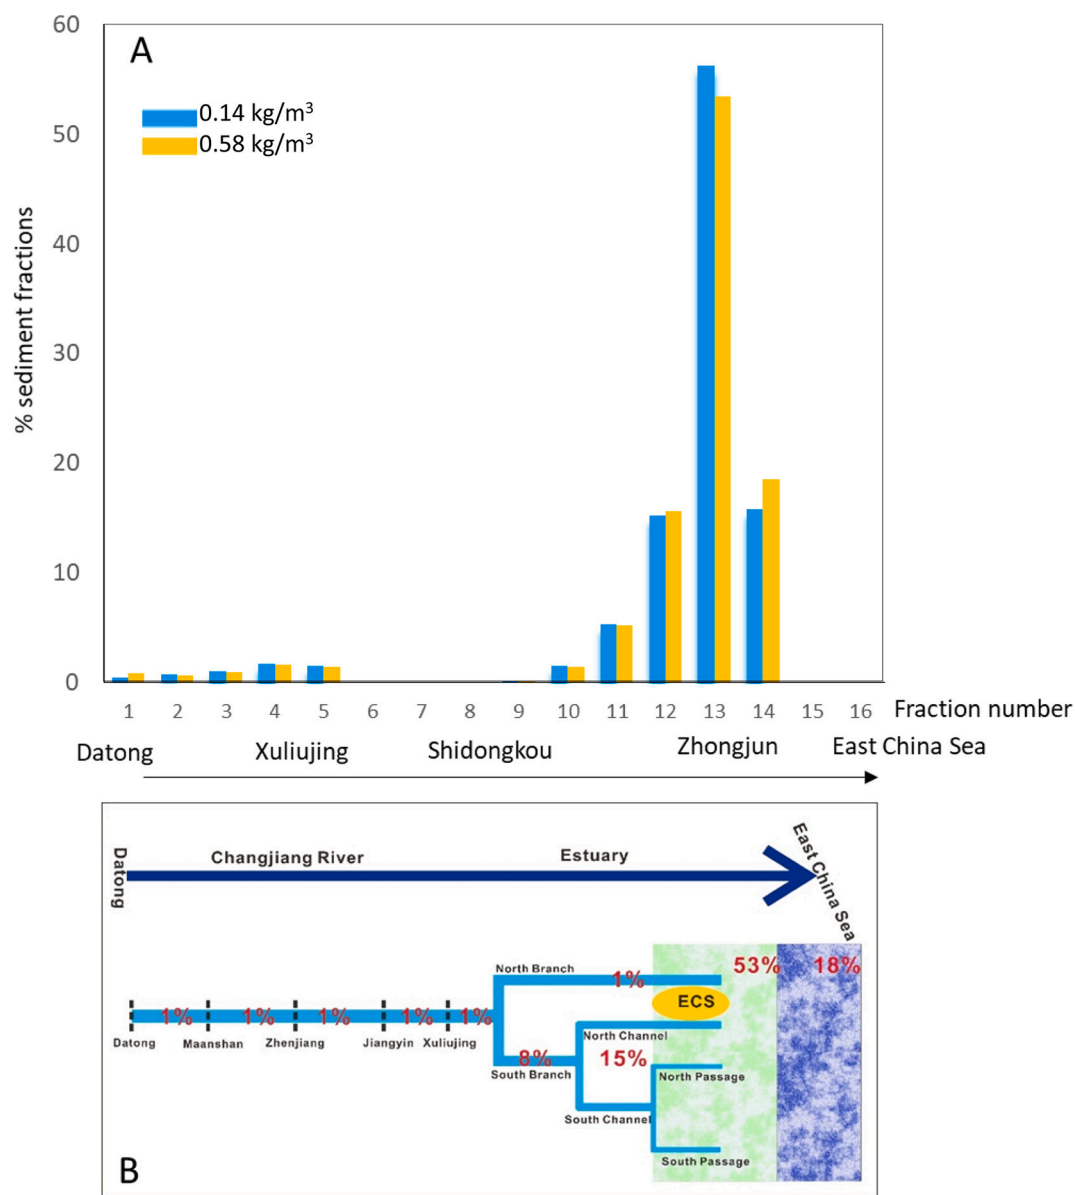 60
A
0.14 kg/m³
0.58 kg/m³
50
40
30
20
10
0
% sediment fractions
1 2 3 4 5 6 7 8 9 10 11 12 13 14 15 16 Fraction number
Datong Xuliujing Shidongkou Zhongjun East China Sea
Datong
Changjiang River Estuary
East China Sea
North Branch
1% 53% 18%
ECS
1% 1% 1% 1% 1%
Datong Maanshan Zhenjiang Jiangyin Xuliujing
North Channel
8% 15%
South Branch
North Passage
South Channel
South Passage
B